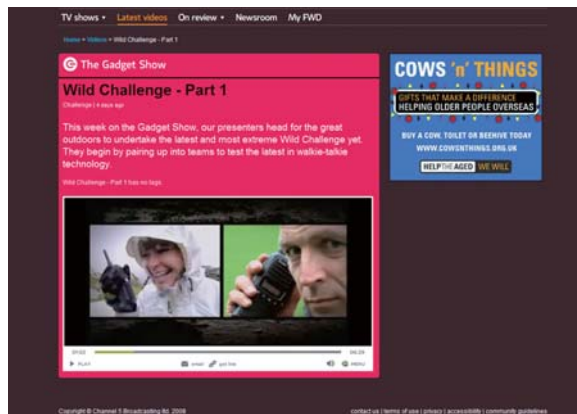 TV shows Latest videos On review Newsroom My FWD
Home » Videos » Wild Challenge - Part 1
The Gadget Show
Wild Challenge - Part 1
Challenge | 4 days ago
This week on the Gadget Show, our presenters head for the great
outdoors to undertake the latest and most extreme Wild Challenge yet.
They begin by pairing up into teams to test the latest in walkie-talkie
technology.
Wild Challenge - Part 1 has no tags.
01:02 06:29
PLAY email get link MENU
COWS 'n' THINGS
GIFTS THAT MAKE A DIFFERENCE
HELPING OLDER PEOPLE OVERSEAS
BUY A COW, TOILET OR BEEHIVE TODAY
WWW.COWSNTHINGS.ORG.UK
HELP THE AGED WE WILL
Copyright © Channel 5 Broadcasting ltd. 2008 contact us | terms of use | privacy | accessibility | community guidelines